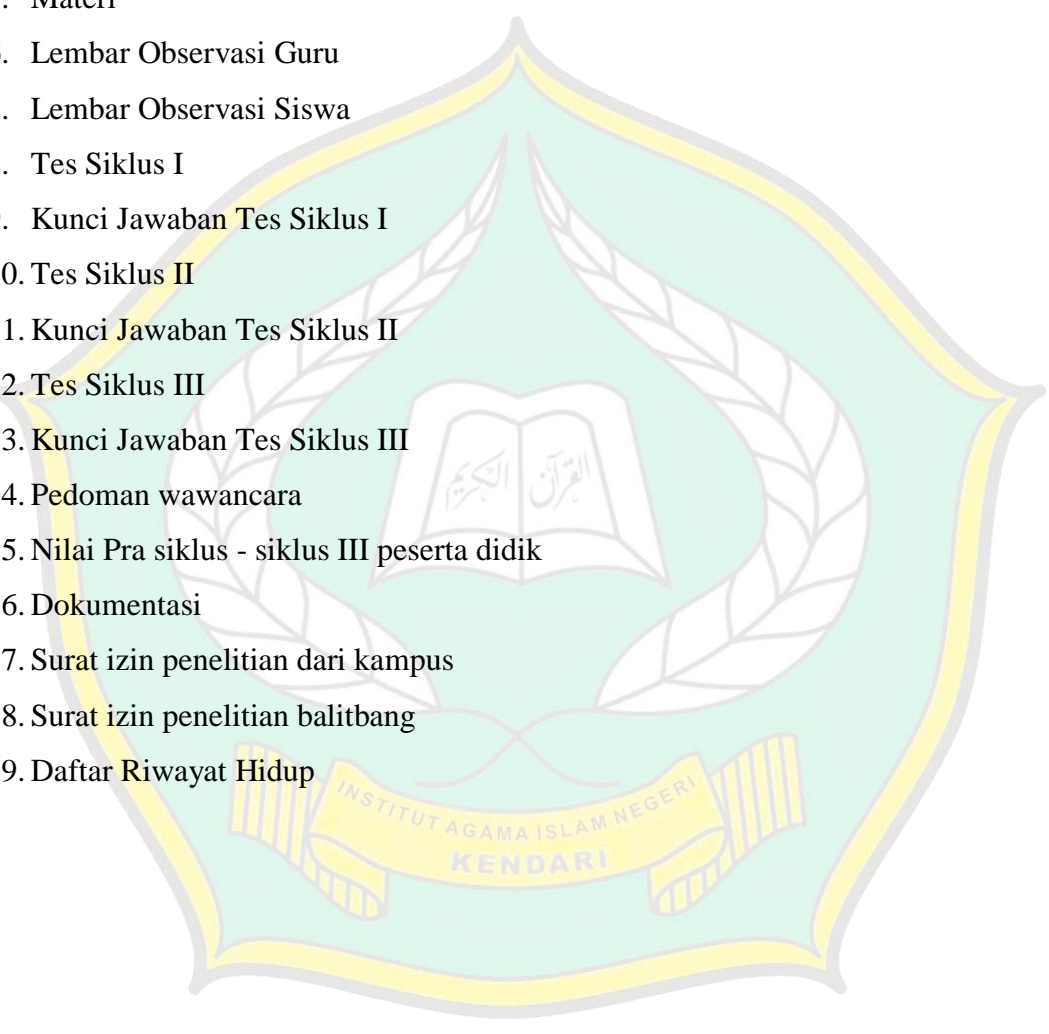 . Materi
. Lembar Observasi Guru
. Lembar Observasi Siswa
. Tes Siklus I
. Kunci Jawaban Tes Siklus I
0. Tes Siklus II
1. Kunci Jawaban Tes Siklus II
2. Tes Siklus III
3. Kunci Jawaban Tes Siklus III
4. Pedoman wawancara
5. Nilai Pra siklus - siklus III peserta didik
6. Dokumentasi
7. Surat izin penelitian dari kampus
8. Surat izin penelitian balitbang
9. Daftar Riwayat Hidup
القرآن الكريم
INSTITUT AGAMA ISLAM NEGERI
KENDARI